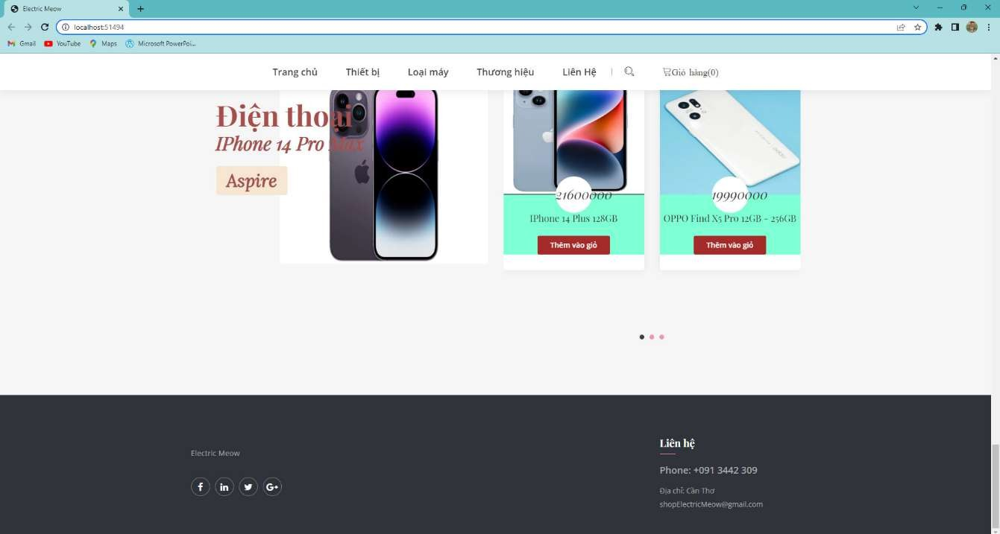 Electric Meow
localhost:51494
Gmail
YouTube
Maps
Microsoft PowerPoi...
Trang chủ
Thiết bị
Loại máy
Thương hiệu
Liên Hệ
Giỏ hàng(0)
Điện thoại
IPhone 14 Pro Max
Aspire
21600000
IPhone 14 Plus 128GB
Thêm vào giỏ
19990000
OPPO Find X5 Pro 12GB - 256GB
Thêm vào giỏ
Electric Meow
f
in
G+
Liên hệ
Phone: +091 3442 309
Địa chỉ: Cần Thơ
shopElectricMeow@gmail.com